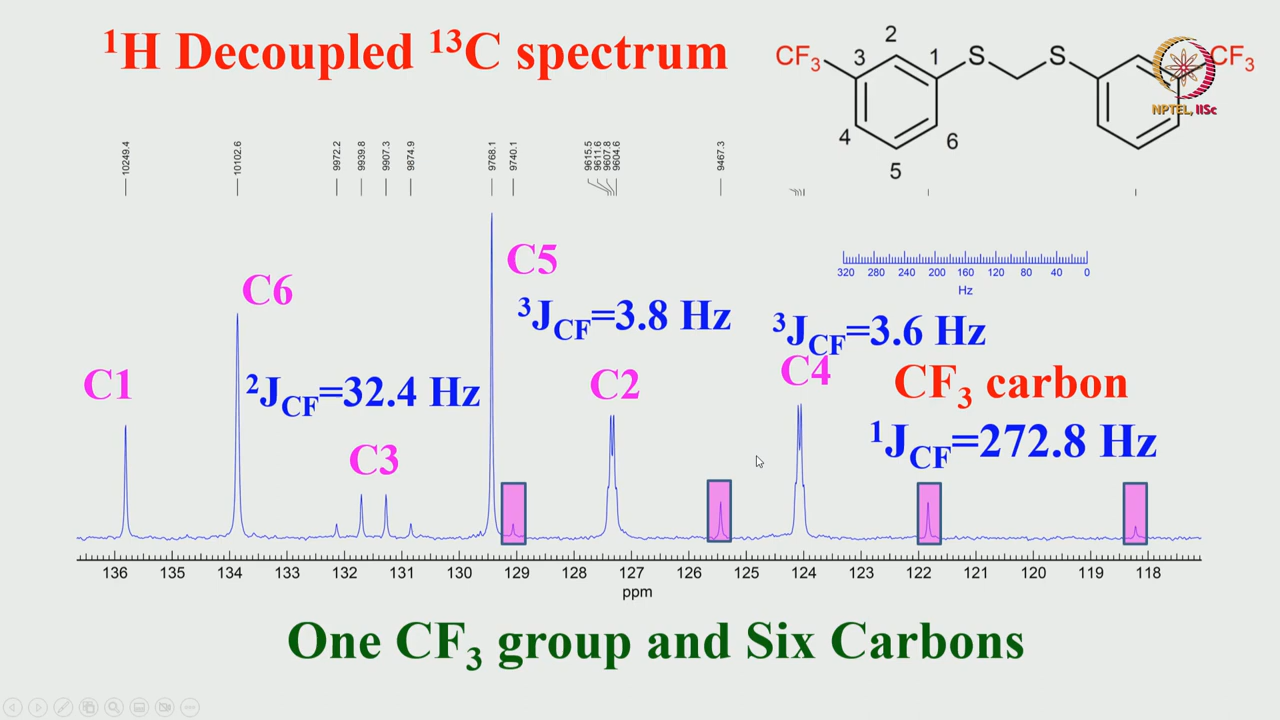 ¹H Decoupled ¹³C spectrum
CF₃
3
2
1
S
S
CF₃
4
5
6
NPTEL, IISc
10249.4
10102.6
9972.2
9939.8
9907.3
9874.9
9768.1
9740.1
9615.5
9611.6
9607.8
9604.6
9467.3
320 280 240 200 160 120 80 40 0
Hz
C1
C6
²JCF=32.4 Hz
C3
C5
³JCF=3.8 Hz
C2
³JCF=3.6 Hz
C4
CF₃ carbon
¹JCF=272.8 Hz
136 135 134 133 132 131 130 129 128 127 126 125 124 123 122 121 120 119 118
ppm
One CF₃ group and Six Carbons